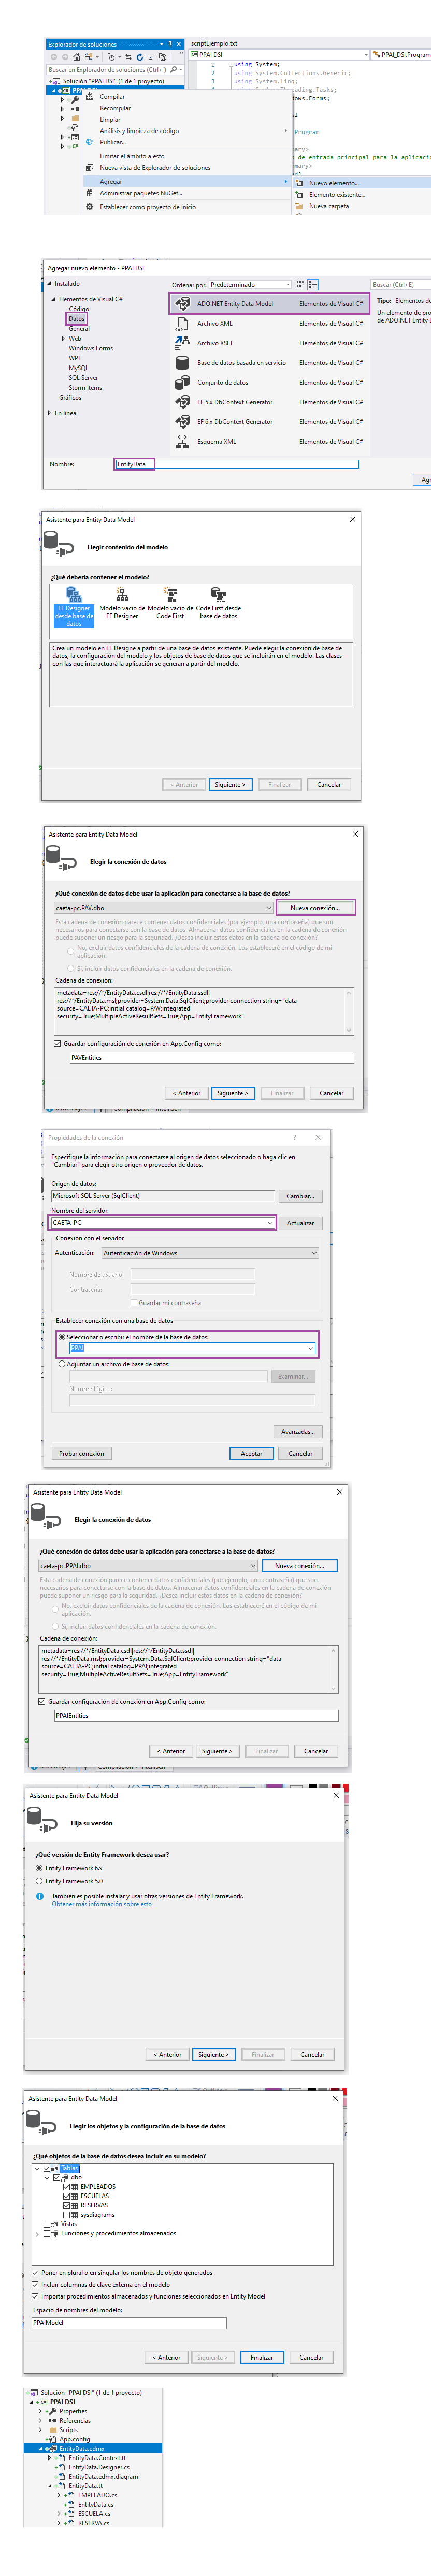 Explorador de soluciones
Buscar en Explorador de soluciones (Ctrl+¨)
Solución "PPAI DSI" (1 de 1 proyecto)
Compilar
Recompilar
Limpiar
Análisis y limpieza de código
Publicar...
Limitar el ámbito a esto
Nueva vista de Explorador de soluciones
Agregar
Administrar paquetes NuGet...
Establecer como proyecto de inicio
scriptEjemplo.txt
PPAI DSI
PPAI_DSI.Program
1 using System;
2 using System.Collections.Generic;
3 using System.Linq;
4
Program
Nuevo elemento...
Elemento existente...
Nueva carpeta
Agregar nuevo elemento - PPAI DSI
Instalado
Elementos de Visual C#
Código
Datos
General
Web
Windows Forms
WPF
MySQL
SQL Server
Storm Items
Gráficos
En línea
Ordenar por: Predeterminado
Buscar (Ctrl+E)
ADO.NET Entity Data Model Elementos de Visual C#
Archivo XML Elementos de Visual C#
Archivo XSLT Elementos de Visual C#
Base de datos basada en servicio Elementos de Visual C#
Conjunto de datos Elementos de Visual C#
EF 5.x DbContext Generator Elementos de Visual C#
EF 6.x DbContext Generator Elementos de Visual C#
Esquema XML Elementos de Visual C#
Tipo: Elementos de
Un elemento de pro
de ADO.NET Entity
Nombre: EntityData
Asistente para Entity Data Model
Elegir contenido del modelo
¿Qué debería contener el modelo?
EF Designer desde base de datos
Modelo vacío de EF Designer
Modelo vacío de Code First
Code First desde base de datos
Crea un modelo en EF Designe a partir de una base de datos existente. Puede elegir la conexión de base de
datos, la configuración del modelo y los objetos de base de datos que se incluirán en el modelo. Las clases
con las que interactuará la aplicación se generan a partir del modelo.
< Anterior Siguiente > Finalizar Cancelar
Asistente para Entity Data Model
Elegir la conexión de datos
¿Qué conexión de datos debe usar la aplicación para conectarse a la base de datos?
caeta-pc.PAV.dbo Nueva conexión...
Esta cadena de conexión parece contener datos confidenciales (por ejemplo, una contraseña) que son
necesarios para conectarse con la base de datos. Almacenar datos confidenciales en la cadena de conexión
puede suponer un riesgo para la seguridad. ¿Desea incluir estos datos en la cadena de conexión?
No, excluir datos confidenciales de la cadena de conexión. Los estableceré en el código de mi
aplicación.
Sí, incluir datos confidenciales en la cadena de conexión.
Cadena de conexión:
metadata=res://*/EntityData.csdl|res://*/EntityData.ssdl|
res://*/EntityData.msl;provider=System.Data.SqlClient;provider connection string="data
source=CAETA-PC;initial catalog=PAV;integrated
security=True;MultipleActiveResultSets=True;App=EntityFramework"
Guardar configuración de conexión en App.Config como:
PAVEntities
< Anterior Siguiente > Finalizar Cancelar
Propiedades de la conexión
Especifique la información para conectarse al origen de datos seleccionado o haga clic en
"Cambiar" para elegir otro origen o proveedor de datos.
Origen de datos:
Microsoft SQL Server (SqlClient) Cambiar...
Nombre del servidor:
CAETA-PC Actualizar
Conexión con el servidor
Autenticación: Autenticación de Windows
Nombre de usuario:
Contraseña:
Guardar mi contraseña
Establecer conexión con una base de datos
Seleccionar o escribir el nombre de la base de datos:
PPAI
Adjuntar un archivo de base de datos:
Examinar...
Nombre lógico:
Avanzadas...
Probar conexión Aceptar Cancelar
Asistente para Entity Data Model
Elegir la conexión de datos
¿Qué conexión de datos debe usar la aplicación para conectarse a la base de datos?
caeta-pc.PPAI.dbo Nueva conexión...
Esta cadena de conexión parece contener datos confidenciales (por ejemplo, una contraseña) que son
necesarios para conectarse con la base de datos. Almacenar datos confidenciales en la cadena de conexión
puede suponer un riesgo para la seguridad. ¿Desea incluir estos datos en la cadena de conexión?
No, excluir datos confidenciales de la cadena de conexión. Los estableceré en el código de mi
aplicación.
Sí, incluir datos confidenciales en la cadena de conexión.
Cadena de conexión:
metadata=res://*/EntityData.csdl|res://*/EntityData.ssdl|
res://*/EntityData.msl;provider=System.Data.SqlClient;provider connection string="data
source=CAETA-PC;initial catalog=PPAI;integrated
security=True;MultipleActiveResultSets=True;App=EntityFramework"
Guardar configuración de conexión en App.Config como:
PPAIEntities
< Anterior Siguiente > Finalizar Cancelar
Asistente para Entity Data Model
Elija su versión
¿Qué versión de Entity Framework desea usar?
Entity Framework 6.x
Entity Framework 5.0
También es posible instalar y usar otras versiones de Entity Framework.
Obtener más información sobre esto
< Anterior Siguiente > Finalizar Cancelar
Asistente para Entity Data Model
Elegir los objetos y la configuración de la base de datos
¿Qué objetos de la base de datos desea incluir en su modelo?
Tablas
dbo
EMPLEADOS
ESCUELAS
RESERVAS
sysdiagrams
Vistas
Funciones y procedimientos almacenados
Poner en plural o en singular los nombres de objeto generados
Incluir columnas de clave externa en el modelo
Importar procedimientos almacenados y funciones seleccionados en Entity Model
Espacio de nombres del modelo:
PPAIModel
< Anterior Siguiente > Finalizar Cancelar
Solución "PPAI DSI" (1 de 1 proyecto)
PPAI DSI
Properties
Referencias
Scripts
App.config
EntityData.edmx
EntityData.Context.tt
EntityData.Designer.cs
EntityData.edmx.diagram
EntityData.tt
EMPLEADO.cs
EntityData.cs
ESCUELA.cs
RESERVA.cs